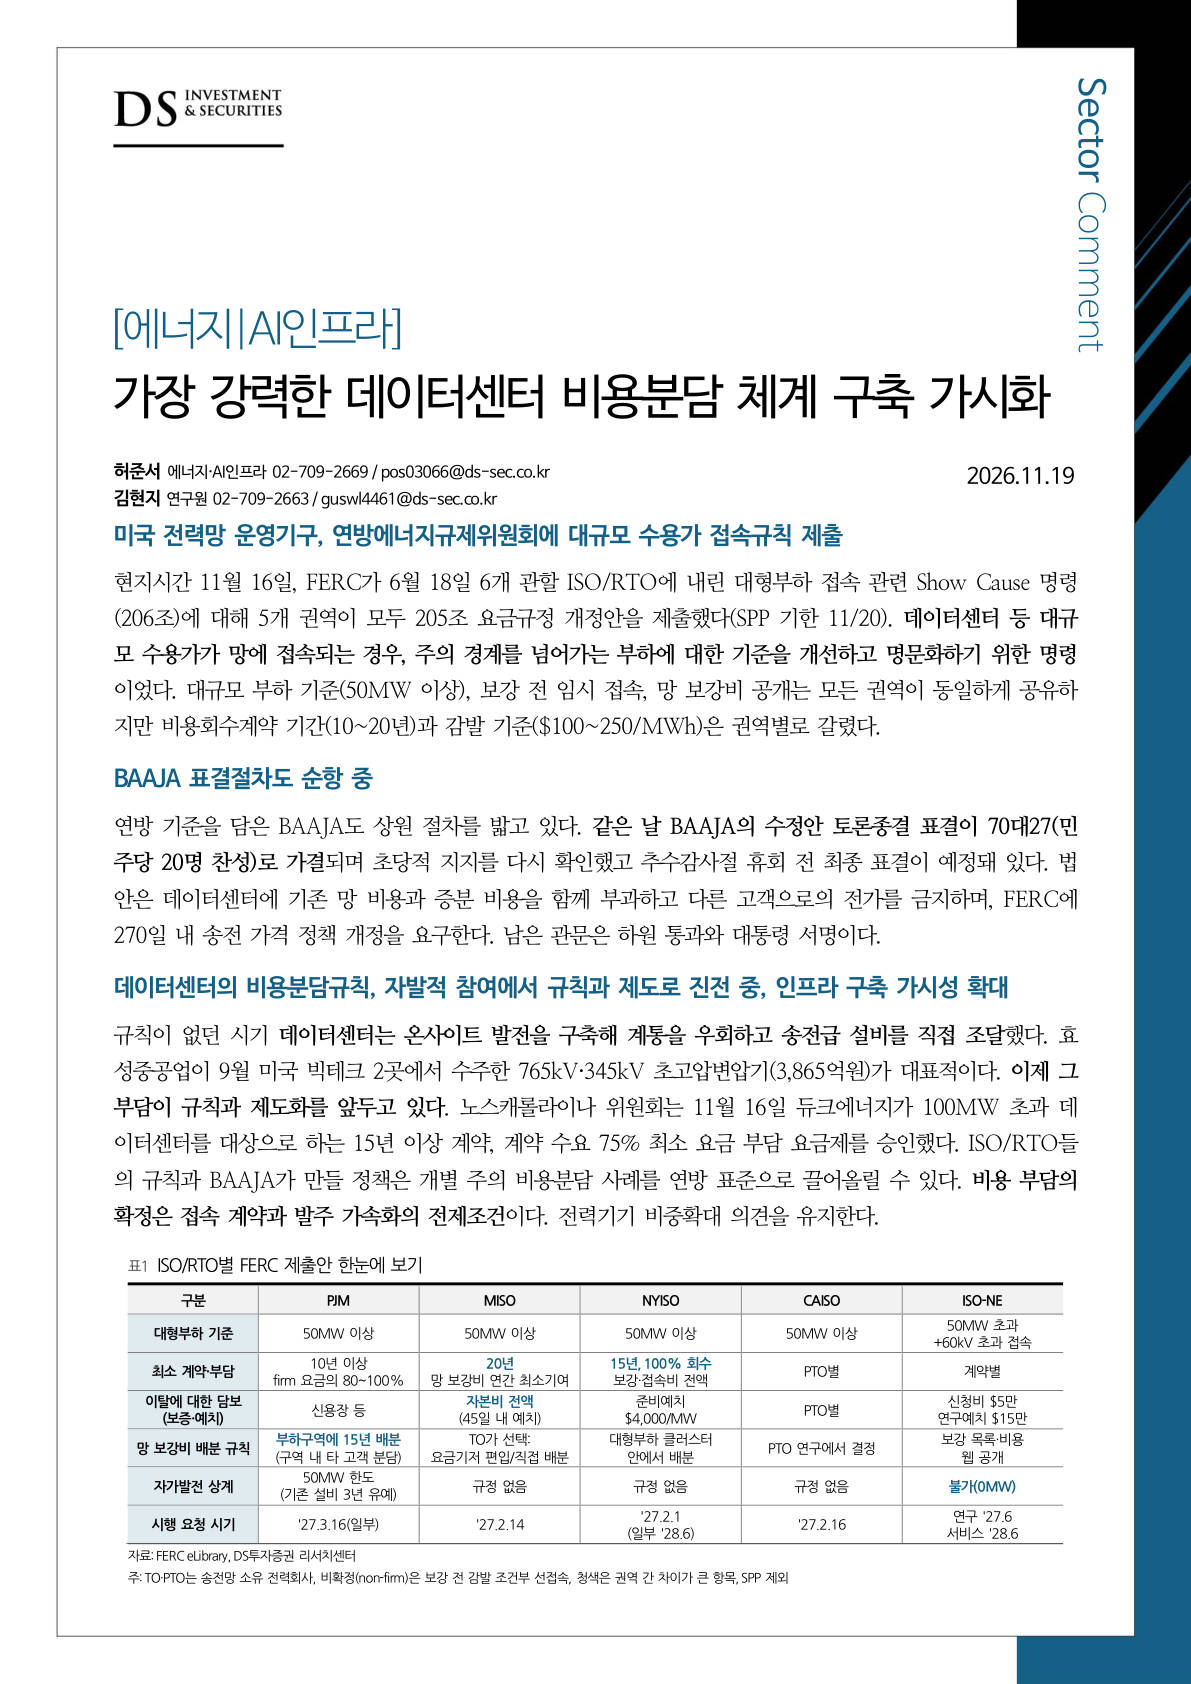 DS INVESTMENT
& SECURITIES
Sector Comment
[에너지|AI인프라]
가장 강력한 데이터센터 비용분담 체계 구축 가시화
허준서 에너지·AI인프라 02-709-2669 / pos03066@ds-sec.co.kr
2026.11.19
김현지 연구원 02-709-2663 / guswl4461@ds-sec.co.kr
미국 전력망 운영기구, 연방에너지규제위원회에 대규모 수용가 접속규칙 제출
현지시간 11월 16일, FERC가 6월 18일 6개 관할 ISO/RTO에 내린 대형부하 접속 관련 Show Cause 명령
(206조)에 대해 5개 권역이 모두 205조 요금규정 개정안을 제출했다(SPP 기한 11/20). 데이터센터 등 대규
모 수용가가 망에 접속되는 경우, 주의 경계를 넘어가는 부하에 대한 기준을 개선하고 명문화하기 위한 명령
이었다. 대규모 부하 기준(50MW 이상), 보강 전 임시 접속, 망 보강비 공개는 모든 권역이 동일하게 공유하
지만 비용회수계약 기간(10~20년)과 감발 기준($100~250/MWh)은 권역별로 갈렸다.
BAAJA 표결절차도 순항 중
연방 기준을 담은 BAAJA도 상원 절차를 밟고 있다. 같은 날 BAAJA의 수정안 토론종결 표결이 70대27(민
주당 20명 찬성)로 가결되며 초당적 지지를 다시 확인했고 추수감사절 휴회 전 최종 표결이 예정돼 있다. 법
안은 데이터센터에 기존 망 비용과 증분 비용을 함께 부과하고 다른 고객으로의 전가를 금지하며, FERC에
270일 내 송전 가격 정책 개정을 요구한다. 남은 관문은 하원 통과와 대통령 서명이다.
데이터센터의 비용분담규칙, 자발적 참여에서 규칙과 제도로 진전 중, 인프라 구축 가시성 확대
규칙이 없던 시기 데이터센터는 온사이트 발전을 구축해 계통을 우회하고 송전급 설비를 직접 조달했다. 효
성중공업이 9월 미국 빅테크 2곳에서 수주한 765kV·345kV 초고압변압기(3,865억원)가 대표적이다. 이제 그
부담이 규칙과 제도화를 앞두고 있다. 노스캐롤라이나 위원회는 11월 16일 듀크에너지가 100MW 초과 데
이터센터를 대상으로 하는 15년 이상 계약, 계약 수요 75% 최소 요금 부담 요금제를 승인했다. ISO/RTO들
의 규칙과 BAAJA가 만들 정책은 개별 주의 비용분담 사례를 연방 표준으로 끌어올릴 수 있다. 비용 부담의
확정은 접속 계약과 발주 가속화의 전제조건이다. 전력기기 비중확대 의견을 유지한다.
표1 ISO/RTO별 FERC 제출안 한눈에 보기
구분 PJM MISO NYISO CAISO ISO-NE
대형부하 기준 50MW 이상 50MW 이상 50MW 이상 50MW 이상 50MW 초과
+60kV 초과 접속
최소 계약·부담 10년 이상 20년 15년, 100% 회수 PTO별 계약별
firm 요금의 80~100% 망 보강비 연간 최소기여 보강·접속비 전액
이탈에 대한 담보 신용장 등 자본비 전액 준비예치 PTO별 신청비 $5만
(보증·예치) (45일 내 예치) $4,000/MW 연구예치 $15만
망 보강비 배분 규칙 부하구역에 15년 배분 TO가 선택: 대형부하 클러스터 PTO 연구에서 결정 보강 목록·비용
(구역 내 타 고객 분담) 요금기저 편입/직접 배분 안에서 배분 웹 공개
자가발전 상계 50MW 한도 규정 없음 규정 없음 규정 없음 불가(0MW)
(기존 설비 3년 유예)
시행 요청 시기 '27.3.16(일부) '27.2.14 '27.2.1 '27.2.16 연구 '27.6
(일부 '28.6) 서비스 '28.6
자료: FERC eLibrary, DS투자증권 리서치센터
주: TO·PTO는 송전망 소유 전력회사, 비확정(non-firm)은 보강 전 감발 조건부 선접속, 청색은 권역 간 차이가 큰 항목, SPP 제외